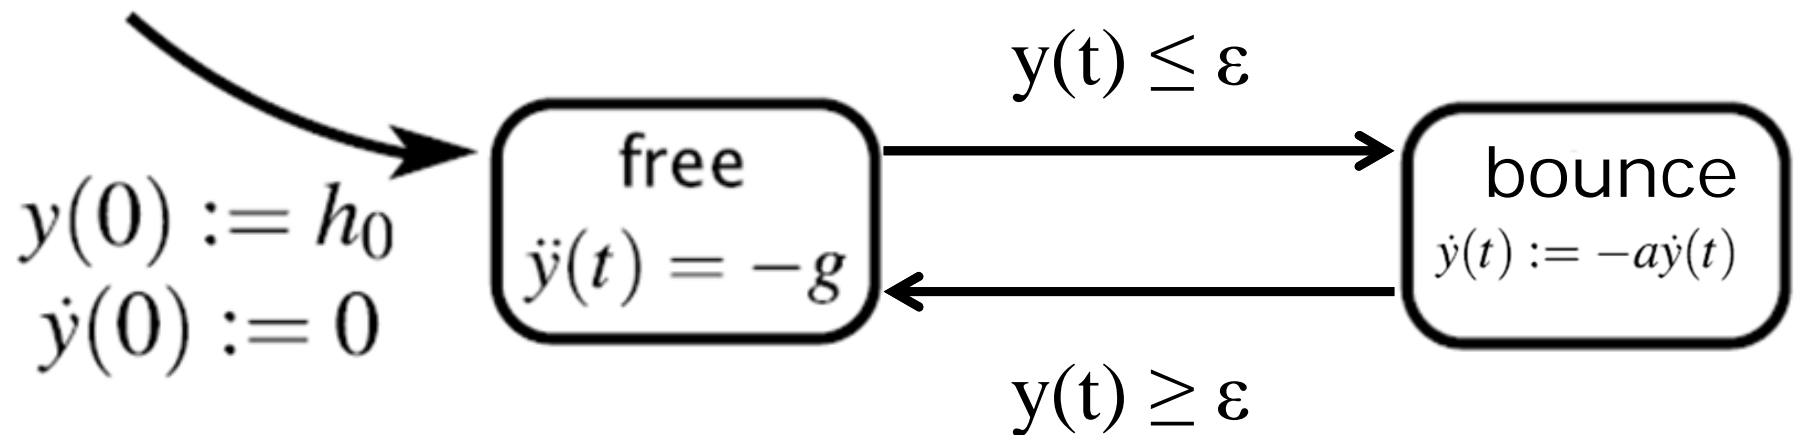 y(t) ≤ ε
free
ÿ(t) = −g
bounce
ẏ(t) := −aẏ(t)
y(0) := h₀
ẏ(0) := 0
y(t) ≥ ε